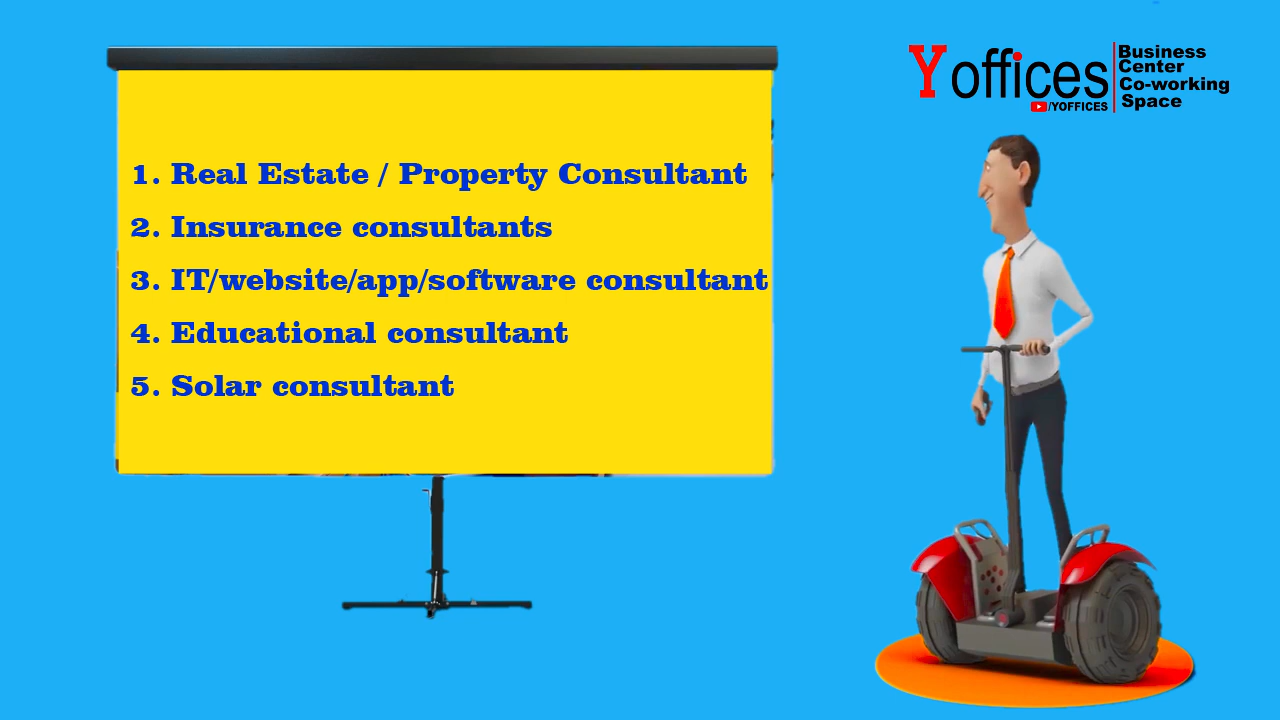 Y offices
Business
Center
Co-working
Space
/YOFFICES
1. Real Estate / Property Consultant
2. Insurance consultants
3. IT/website/app/software consultant
4. Educational consultant
5. Solar consultant